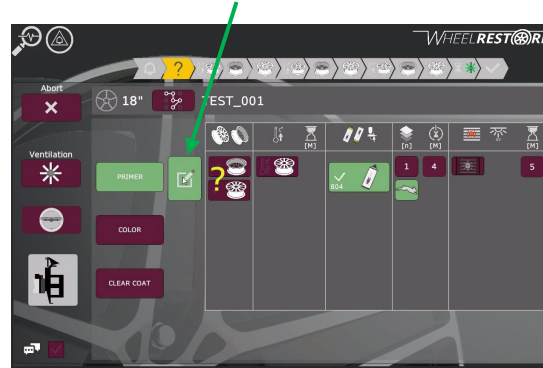 WHEELRESTORE
?
Abort
18"
TEST_001
[M]
[n]
[M]
[M]
Ventilation
PRIMER
?
804
1
4
5
COLOR
CLEAR COAT